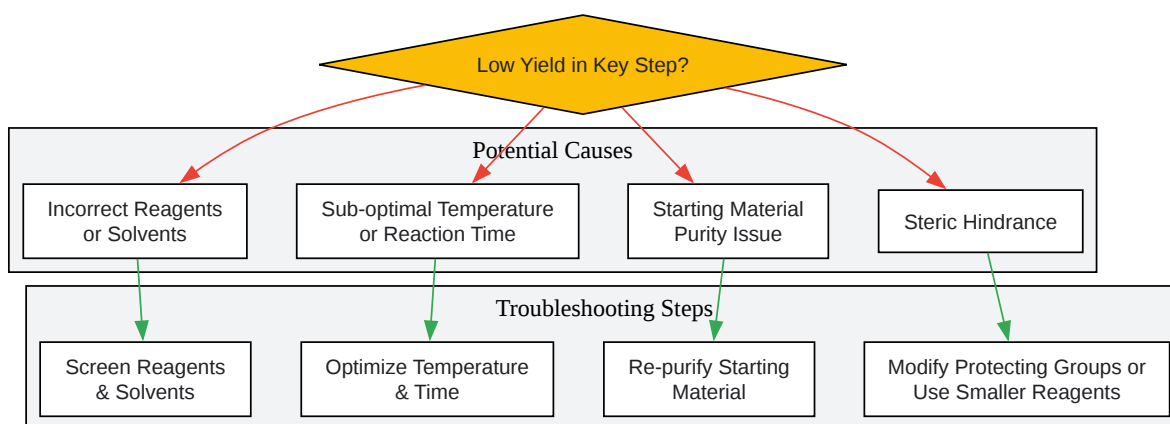 Low Yield in Key Step?
Potential Causes
Incorrect Reagents
or Solvents
Sub-optimal Temperature
or Reaction Time
Starting Material
Purity Issue
Steric Hindrance
Troubleshooting Steps
Screen Reagents
& Solvents
Optimize Temperature
& Time
Re-purify Starting
Material
Modify Protecting Groups or
Use Smaller Reagents